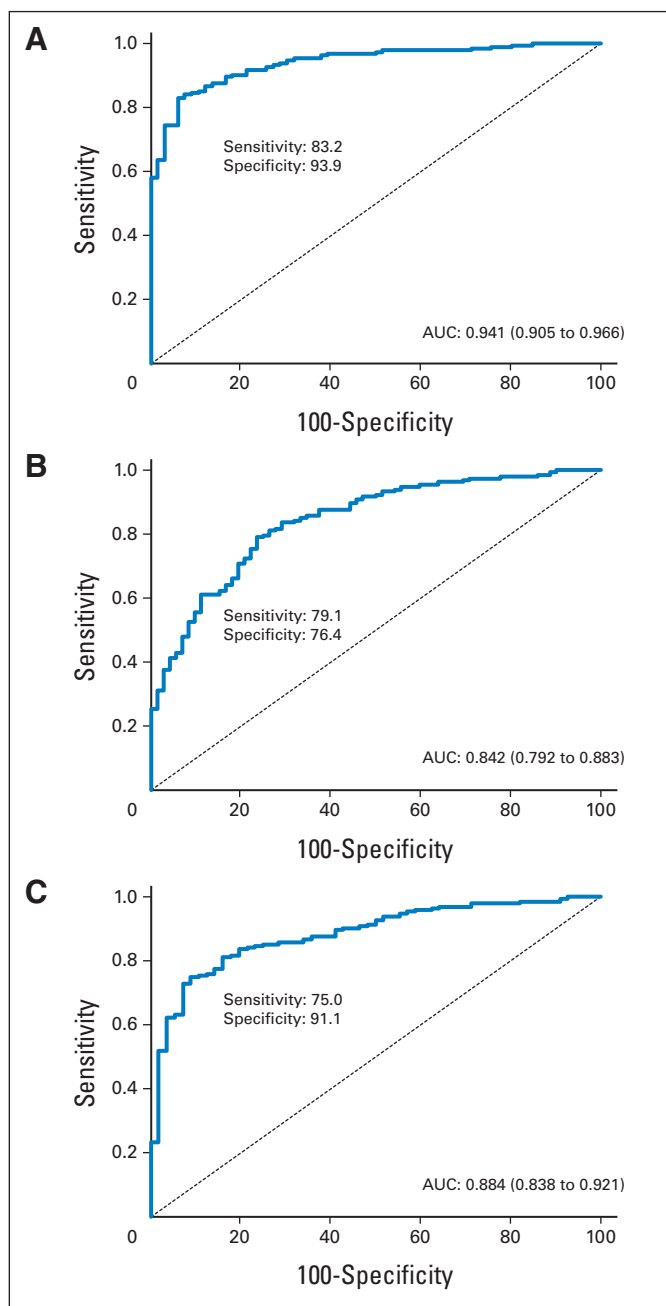 A
1.0
0.8
0.6
0.4
0.2
0
20
40
60
80
100
Sensitivity
100-Specificity
Sensitivity: 83.2
Specificity: 93.9
AUC: 0.941 (0.905 to 0.966)
B
1.0
0.8
0.6
0.4
0.2
0
20
40
60
80
100
Sensitivity
100-Specificity
Sensitivity: 79.1
Specificity: 76.4
AUC: 0.842 (0.792 to 0.883)
C
1.0
0.8
0.6
0.4
0.2
0
20
40
60
80
100
Sensitivity
100-Specificity
Sensitivity: 75.0
Specificity: 91.1
AUC: 0.884 (0.838 to 0.921)